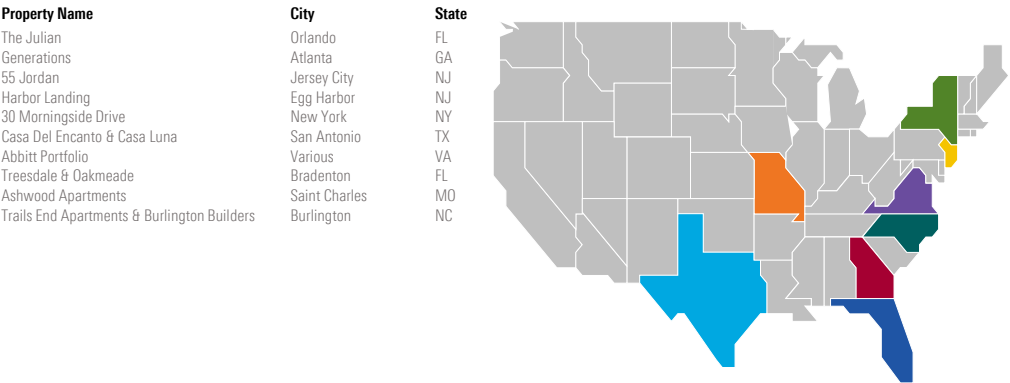 Property Name City State
The Julian Orlando FL
Generations Atlanta GA
55 Jordan Jersey City NJ
Harbor Landing Egg Harbor NJ
30 Morningside Drive New York NY
Casa Del Encanto & Casa Luna San Antonio TX
Abbitt Portfolio Various VA
Treesdale & Oakmeade Bradenton FL
Ashwood Apartments Saint Charles MO
Trails End Apartments & Burlington Builders Burlington NC